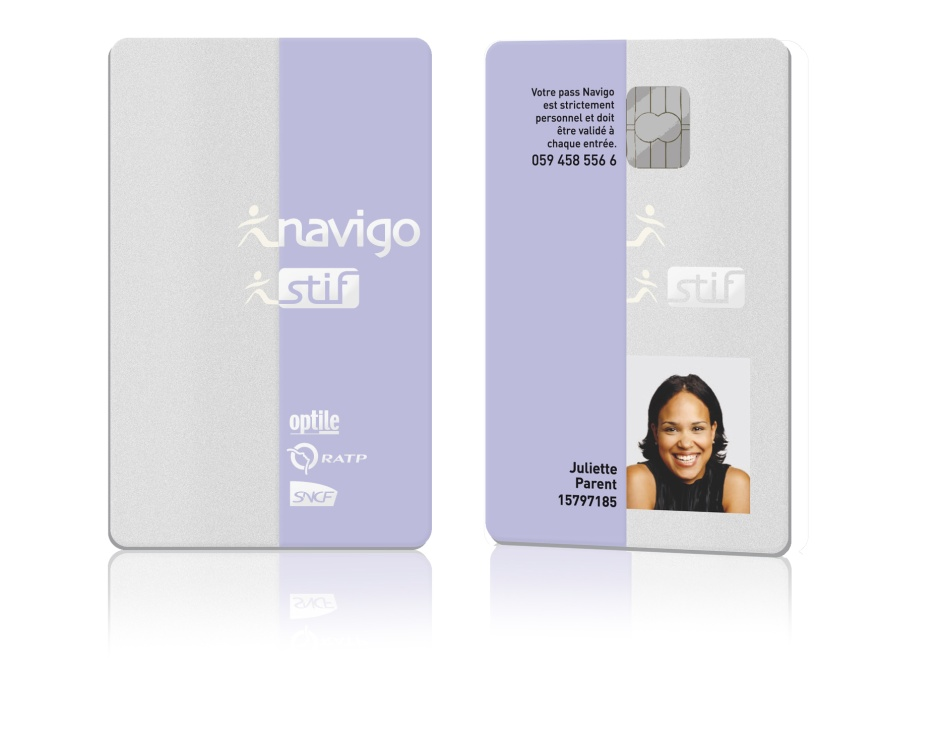 navigo
stif
optile
RATP
SNCF
Votre pass Navigo
est strictement
personnel et doit
être validé à
chaque entrée.
059 458 556 6
stif
Juliette
Parent
15797185